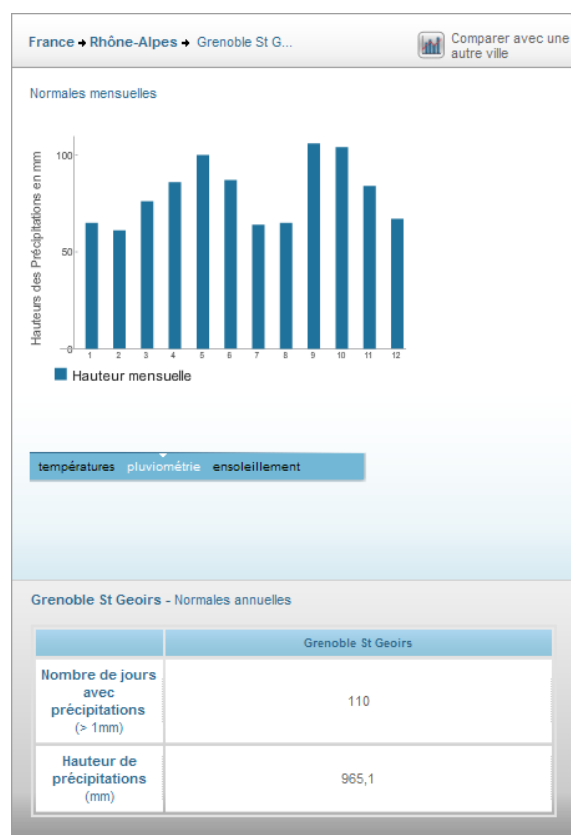 France → Rhône-Alpes → Grenoble St G...
Comparer avec une
autre ville
Normales mensuelles
Hauteurs des Précipitations en mm
100
50
0
1 2 3 4 5 6 7 8 9 10 11 12
Hauteur mensuelle
températures pluviométrie ensoleillement
Grenoble St Geoirs - Normales annuelles
Grenoble St Geoirs
Nombre de jours
avec
précipitations
(> 1mm)
110
Hauteur de
précipitations
(mm)
965,1